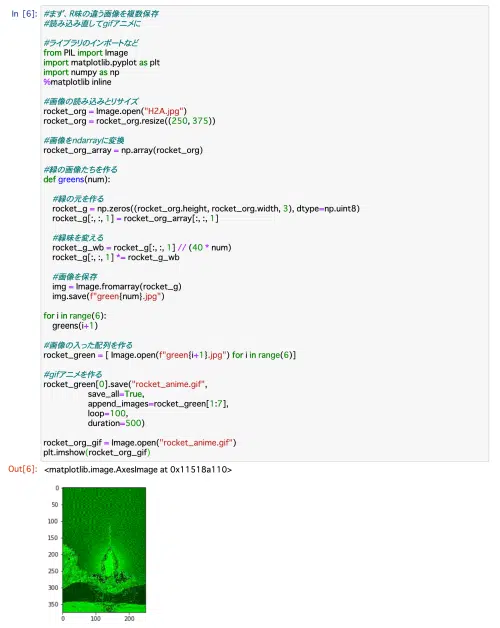 In [6]: #まず、R味の違う画像を複数保存
#読み込み直してgifアニメに
#ライブラリのインポートなど
from PIL import Image
import matplotlib.pyplot as plt
import numpy as np
%matplotlib inline
#画像の読み込みとリサイズ
rocket_org = Image.open("H2A.jpg")
rocket_org = rocket_org.resize((250, 375))
#画像をndarrayに変換
rocket_org_array = np.array(rocket_org)
#緑の画像たちを作る
def greens(num):
#緑の元を作る
rocket_g = np.zeros((rocket_org.height, rocket_org.width, 3), dtype=np.uint8)
rocket_g[:, :, 1] = rocket_org_array[:, :, 1]
#緑味を変える
rocket_g_wb = rocket_g[:, :, 1] // (40 * num)
rocket_g[:, :, 1] *= rocket_g_wb
#画像を保存
img = Image.fromarray(rocket_g)
img.save(f"green{num}.jpg")
for i in range(6):
greens(i+1)
#画像の入った配列を作る
rocket_green = [ Image.open(f"green{i+1}.jpg") for i in range(6)]
#gifアニメを作る
rocket_green[0].save("rocket_anime.gif",
save_all=True,
append_images=rocket_green[1:7],
loop=100,
duration=500)
rocket_org_gif = Image.open("rocket_anime.gif")
plt.imshow(rocket_org_gif)
Out[6]: <matplotlib.image.AxesImage at 0x11518a110>
0
50
100
150
200
250
300
350
0 100 200